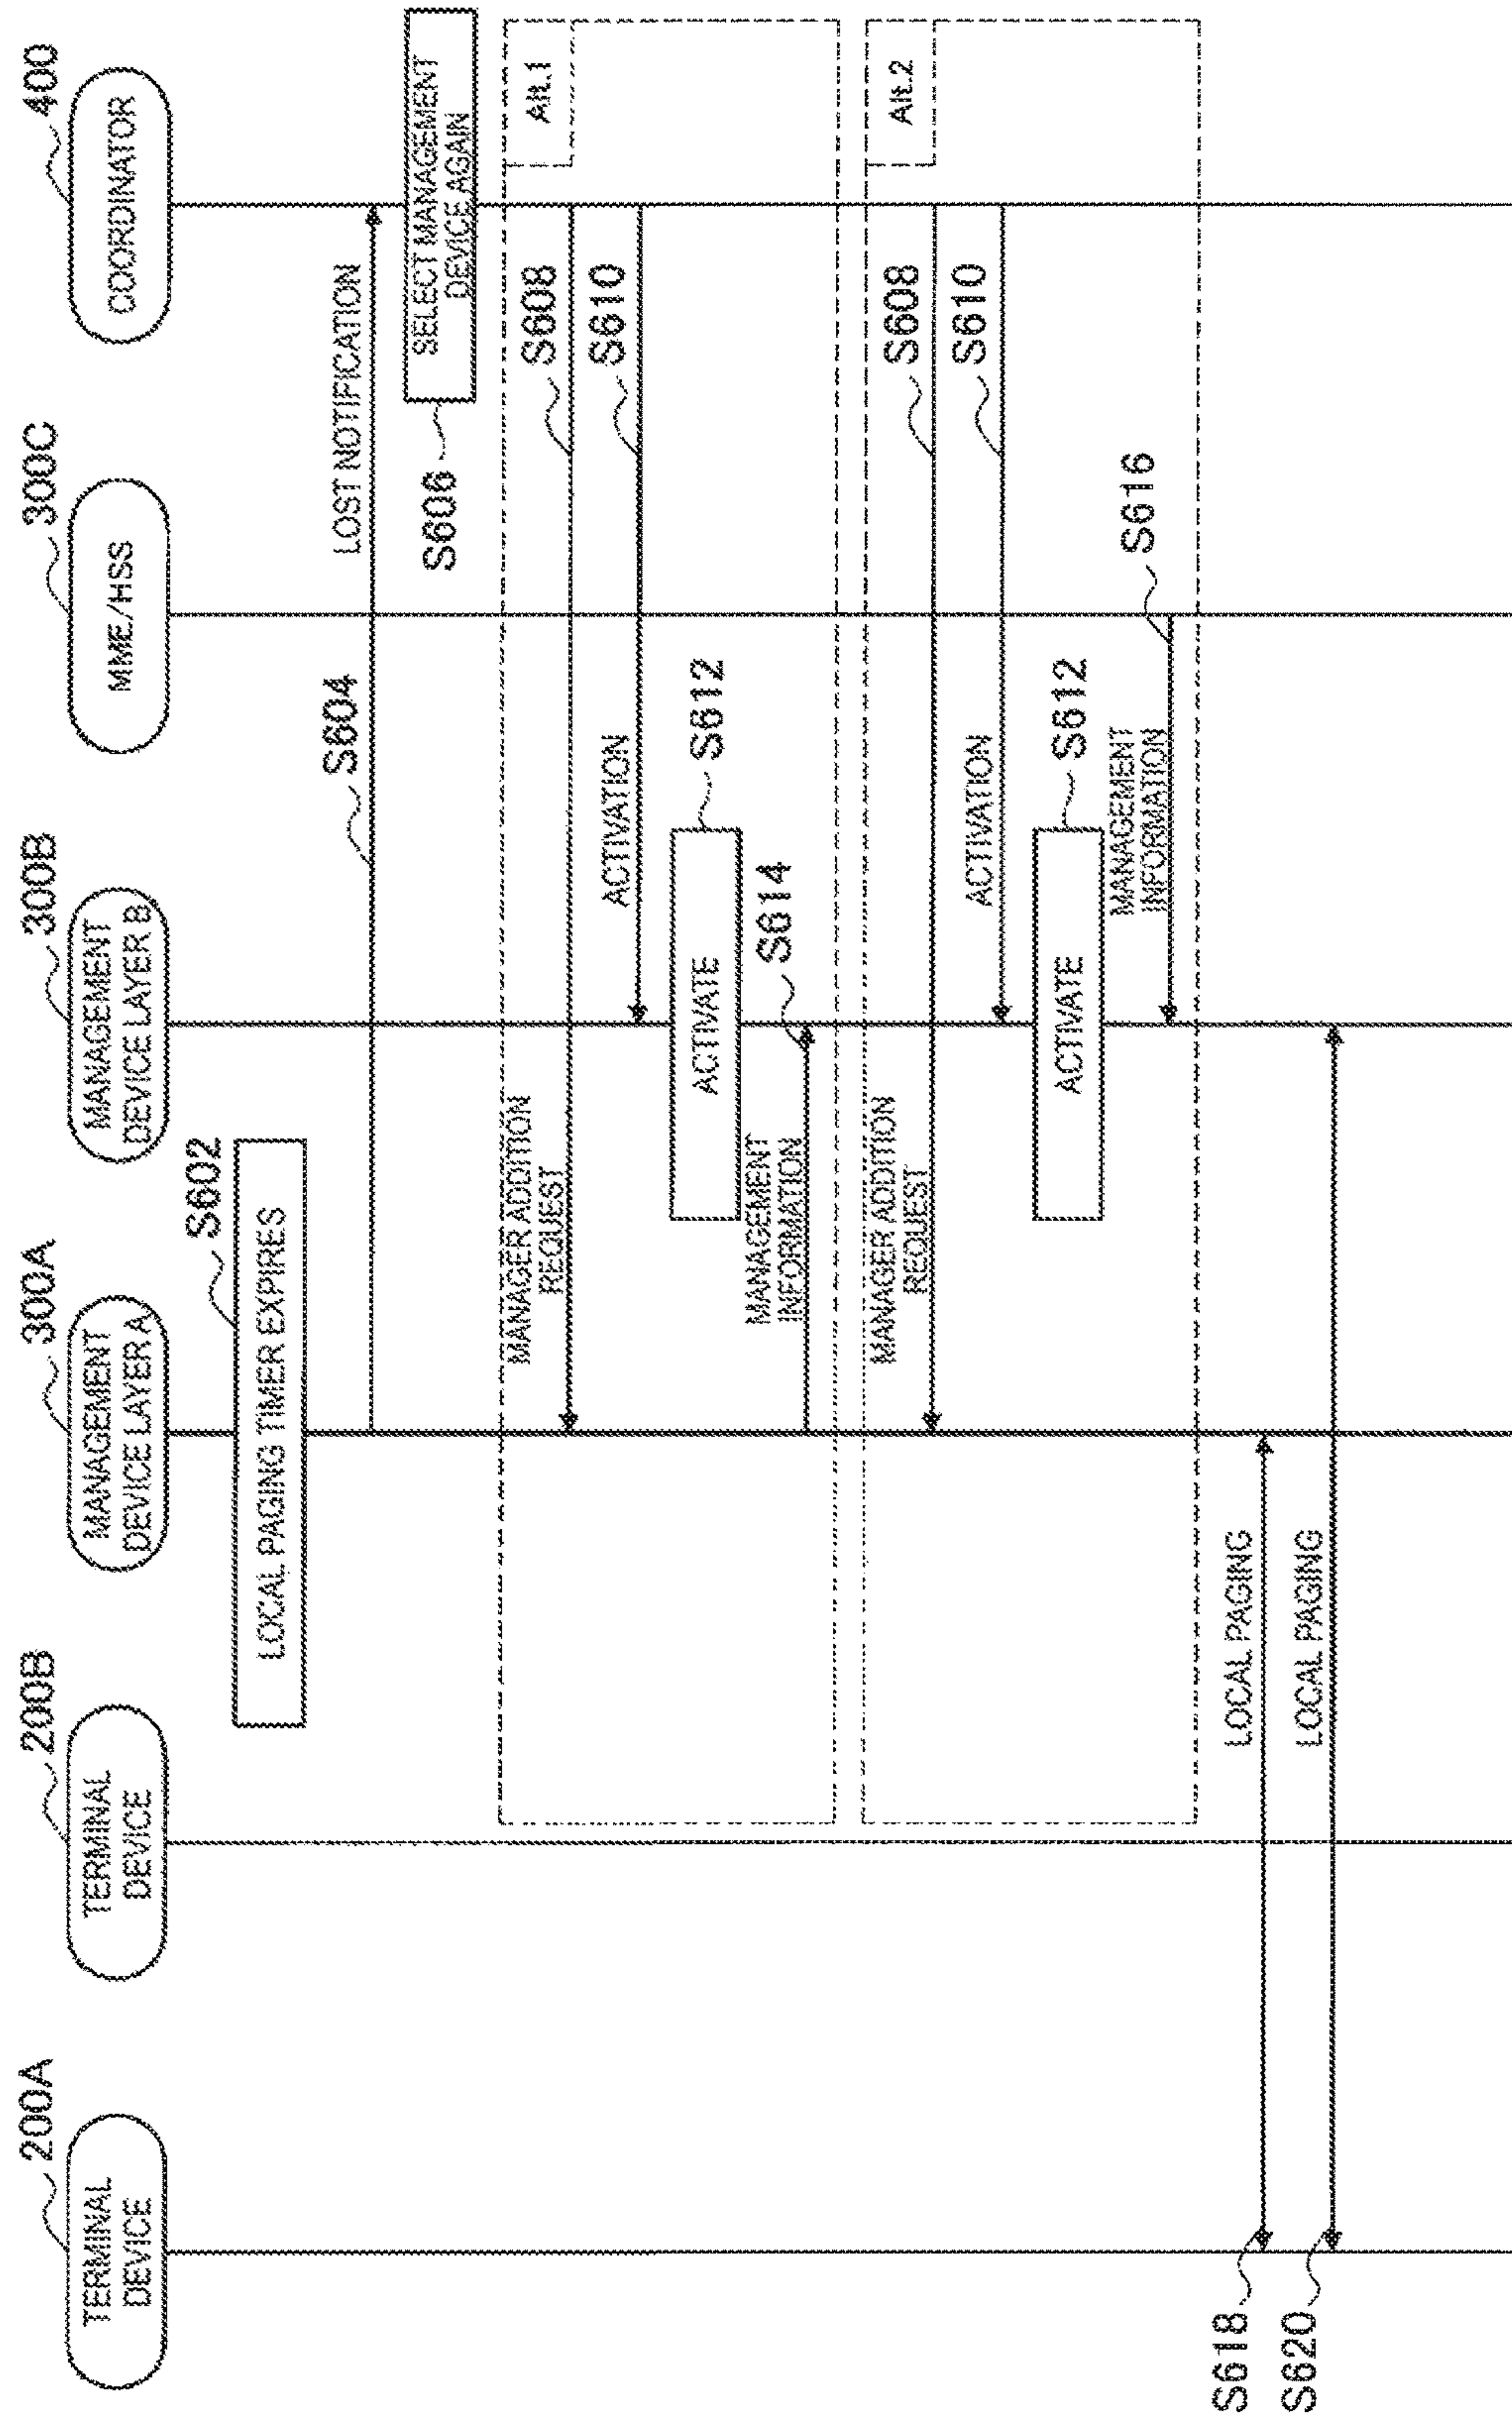 200A
TERMINAL
DEVICE
200B
TERMINAL
DEVICE
300A
MANAGEMENT
DEVICE LAYER A
300B
MANAGEMENT
DEVICE LAYER B
300C
MME/HSS
400
COORDINATOR
S602
LOCAL PAGING TIMER EXPIRES
S604
LOST NOTIFICATION
S606
SELECT MANAGEMENT
DEVICE AGAIN
Alt.1
MANAGER ADDITION
REQUEST
S608
ACTIVATION
S610
ACTIVATE
S612
MANAGEMENT
INFORMATION
S614
Alt.2
MANAGER ADDITION
REQUEST
S608
ACTIVATION
S610
ACTIVATE
S612
MANAGEMENT
INFORMATION
S616
S618
LOCAL PAGING
S620
LOCAL PAGING